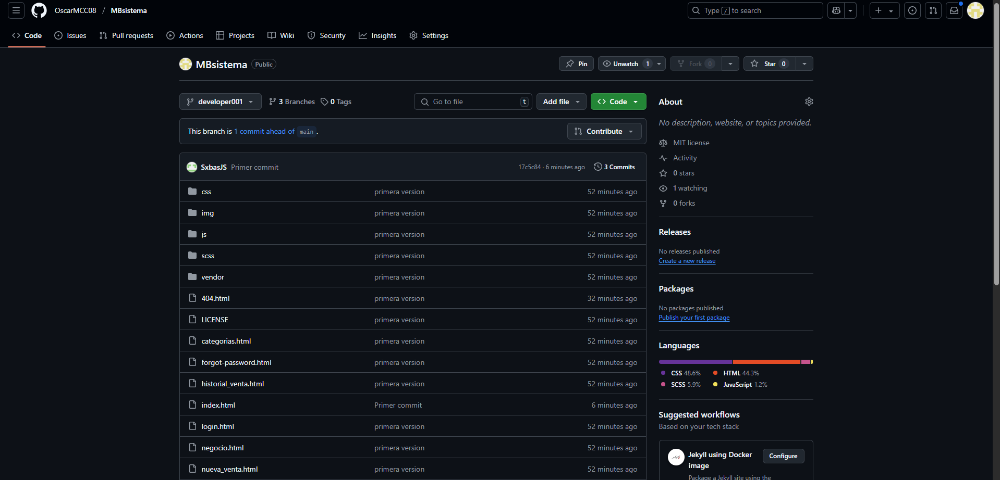 OscarMCC08 / MBsistema
Type / to search
Code Issues Pull requests Actions Projects Wiki Security Insights Settings
MBsistema Public
Pin Unwatch 1 Fork 0 Star 0
developer001 3 Branches 0 Tags Go to file t Add file Code
This branch is 1 commit ahead of main .
Contribute
SxbasJS Primer commit 17c5c84 · 6 minutes ago 3 Commits
css primera version 52 minutes ago
img primera version 52 minutes ago
js primera version 52 minutes ago
scss primera version 52 minutes ago
vendor primera version 52 minutes ago
404.html primera version 32 minutes ago
LICENSE primera version 52 minutes ago
categorias.html primera version 52 minutes ago
forgot-password.html primera version 52 minutes ago
historial_venta.html primera version 52 minutes ago
index.html Primer commit 6 minutes ago
login.html primera version 52 minutes ago
negocio.html primera version 52 minutes ago
nueva_venta.html primera version 52 minutes ago
About
No description, website, or topics provided.
MIT license
Activity
0 stars
1 watching
0 forks
Releases
No releases published
Create a new release
Packages
No packages published
Publish your first package
Languages
CSS 48.6% HTML 44.3%
SCSS 5.9% JavaScript 1.2%
Suggested workflows
Based on your tech stack
Jekyll using Docker
image
Configure
Package a Jekyll site using the